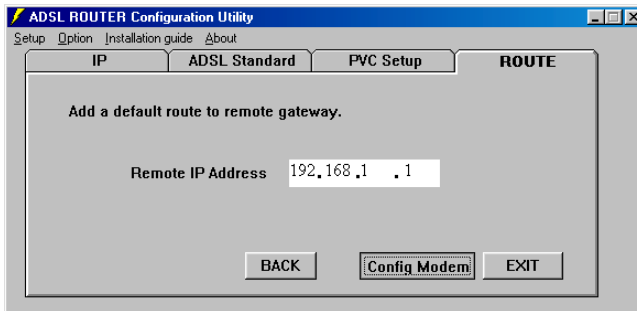 ADSL ROUTER Configuration Utility
Setup Option Installation guide About
IP ADSL Standard PVC Setup ROUTE
Add a default route to remote gateway.
Remote IP Address 192.168.1 .1
BACK Config Modem EXIT